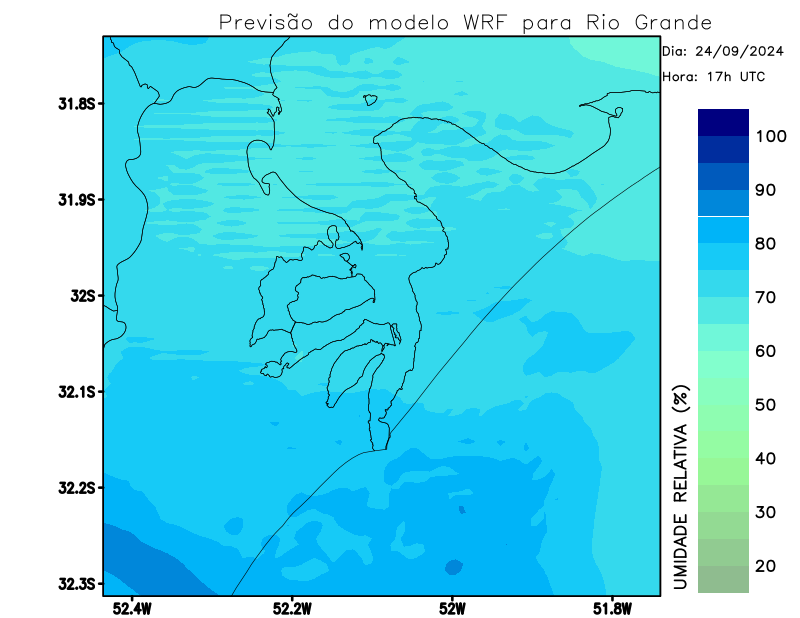 Previsão do modelo WRF para Rio Grande
Dia: 24/09/2024
Hora: 17h UTC
31.8S
31.9S
32S
32.1S
32.2S
32.3S
52.4W
52.2W
52W
51.8W
100
90
80
70
60
50
40
30
20
UMIDADE RELATIVA (%)